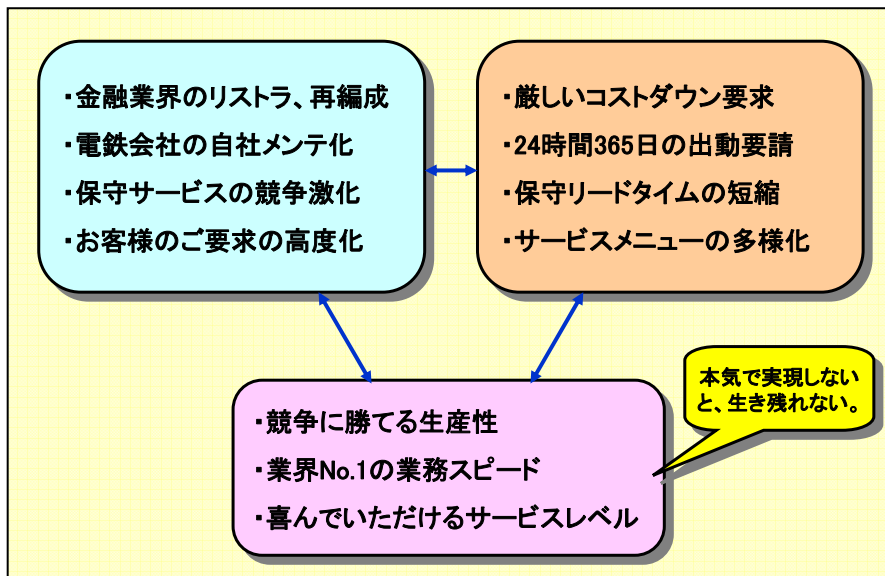 ・金融業界のリストラ、再編成
・電鉄会社の自社メンテ化
・保守サービスの競争激化
・お客様のご要求の高度化
・厳しいコストダウン要求
・24時間365日の出動要請
・保守リードタイムの短縮
・サービスメニューの多様化
・競争に勝てる生産性
・業界No.1の業務スピード
・喜んでいただけるサービスレベル
本気で実現しない
と、生き残れない。